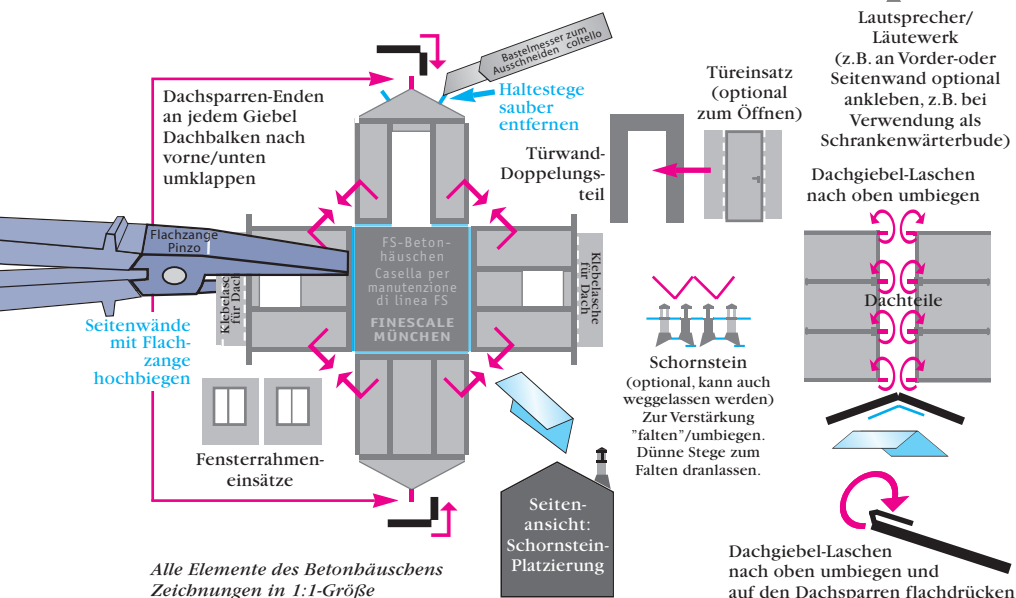 Bastelmesser zum
Ausschneiden coltello
Dachsparren-Enden
an jedem Giebel
Dachbalken nach
vorne/unten
umklappen
Haltestege
sauber
entfernen
Türeinsatz
(optional
zum Öffnen)
Türwand-
Doppelungs-
teil
Lautsprecher/
Läutewerk
(z.B. an Vorder-oder
Seitenwand optional
ankleben, z.B. bei
Verwendung als
Schrankenwärterbude)
Dachgiebel-Laschen
nach oben umbiegen
Flachzange
Pinzo
Klebelasche
für Dach
FS-Beton-
häuschen
Casella per
manutenzione
di linea FS
FINESCALE
MÜNCHEN
Klebelasche
für Dach
Dachteile
Seitenwände
mit Flach-
zange
hochbiegen
Schornstein
(optional, kann auch
weggelassen werden)
Zur Verstärkung
"falten"/umbiegen.
Dünne Stege zum
Falten dranlassen.
Fensterrahmen-
einsätze
Seiten-
ansicht:
Schornstein-
Platzierung
Dachgiebel-Laschen
nach oben umbiegen und
auf den Dachsparren flachdrücken
Alle Elemente des Betonhäuschens
Zeichnungen in 1:1-Größe